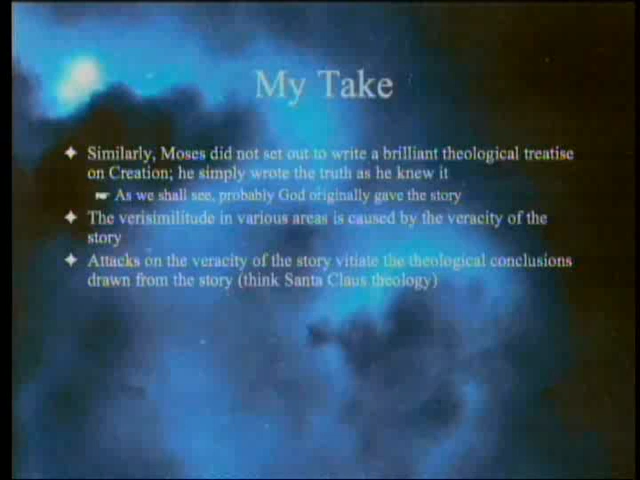 My Take
Similarly, Moses did not set out to write a brilliant theological treatise
on Creation; he simply wrote the truth as he knew it
As we shall see, probably God originally gave the story
The verisimilitude in various areas is caused by the veracity of the
story
Attacks on the veracity of the story vitiate the theological conclusions
drawn from the story (think Santa Claus theology)